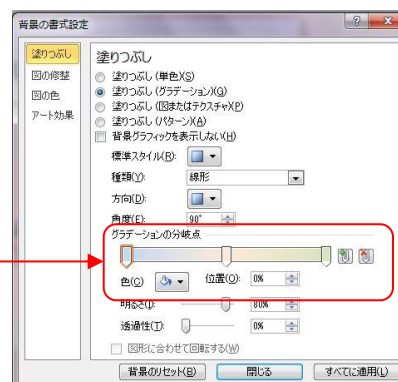 背景の書式設定
塗りつぶし
図の修整
図の色
アート効果
塗りつぶし
塗りつぶし (単色)(S)
塗りつぶし (グラデーション)(G)
塗りつぶし (図またはテクスチャ)(P)
塗りつぶし (パターン)(A)
背景グラフィックを表示しない(H)
標準スタイル(R):
種類(Y): 線形
方向(D):
角度(E): 90°
グラデーションの分岐点
色(C) 位置(O): 0%
明るさ(I): 80%
透過性(T): 0%
図形に合わせて回転する(W)
背景のリセット(B) 閉じる すべてに適用(L)